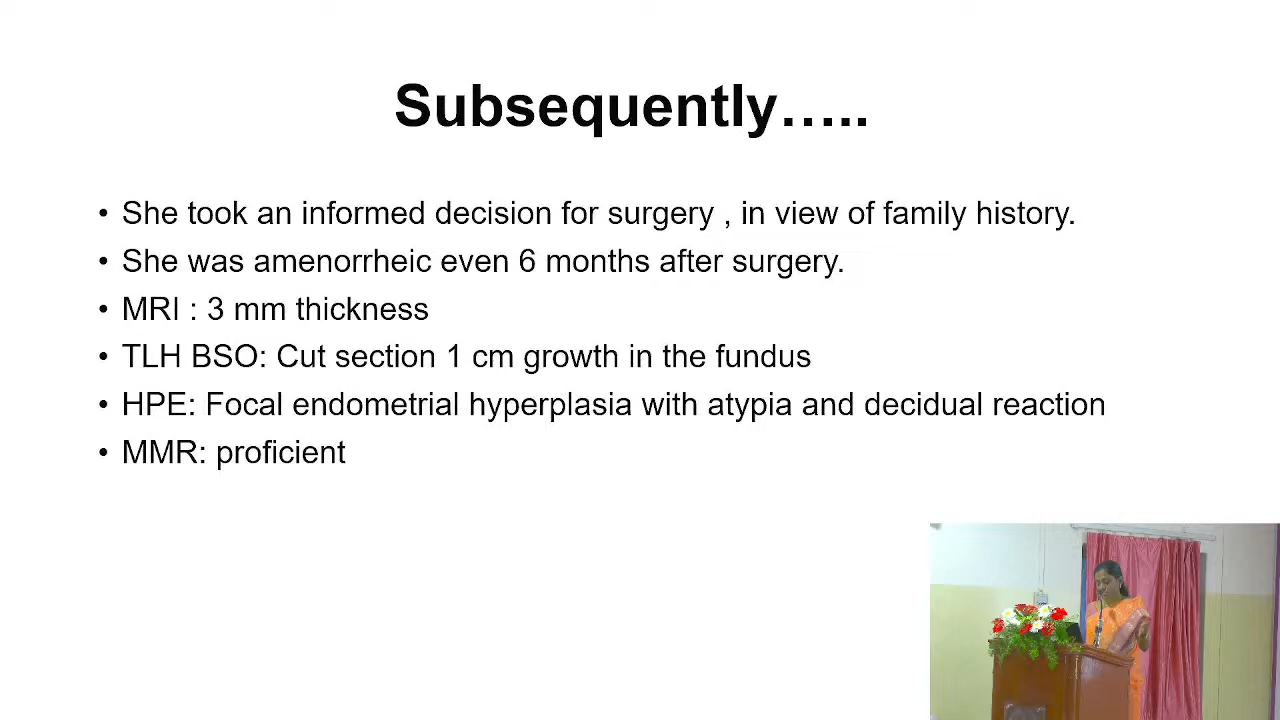 Subsequently…..
• She took an informed decision for surgery , in view of family history.
• She was amenorrheic even 6 months after surgery.
• MRI : 3 mm thickness
• TLH BSO: Cut section 1 cm growth in the fundus
• HPE: Focal endometrial hyperplasia with atypia and decidual reaction
• MMR: proficient